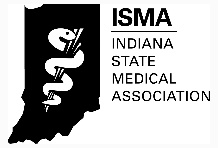 ISMA
INDIANA
STATE
MEDICAL
ASSOCIATION